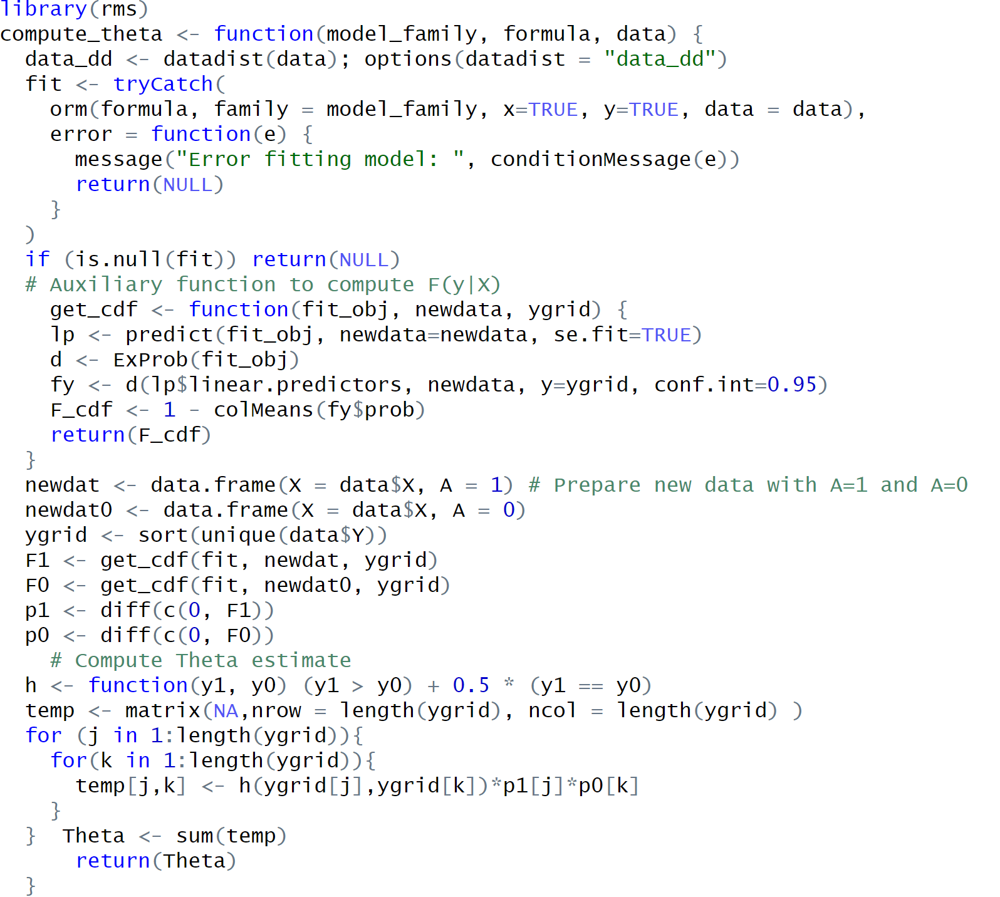 library(rms)
compute_theta <- function(model_family, formula, data) {
  data_dd <- datadist(data); options(datadist = "data_dd")
  fit <- tryCatch(
    orm(formula, family = model_family, x=TRUE, y=TRUE, data = data),
    error = function(e) {
      message("Error fitting model: ", conditionMessage(e))
      return(NULL)
    }
  )
  if (is.null(fit)) return(NULL)
  # Auxiliary function to compute F(y|X)
    get_cdf <- function(fit_obj, newdata, ygrid) {
    lp <- predict(fit_obj, newdata=newdata, se.fit=TRUE)
    d <- ExProb(fit_obj)
    fy <- d(lp$linear.predictors, newdata, y=ygrid, conf.int=0.95)
    F_cdf <- 1 - colMeans(fy$prob)
    return(F_cdf)
  }
  newdat <- data.frame(X = data$X, A = 1) # Prepare new data with A=1 and A=0
  newdat0 <- data.frame(X = data$X, A = 0)
  ygrid <- sort(unique(data$Y))
  F1 <- get_cdf(fit, newdat, ygrid)
  F0 <- get_cdf(fit, newdat0, ygrid)
  p1 <- diff(c(0, F1))
  p0 <- diff(c(0, F0))
    # Compute Theta estimate
  h <- function(y1, y0) (y1 > y0) + 0.5 * (y1 == y0)
  temp <- matrix(NA,nrow = length(ygrid), ncol = length(ygrid) )
  for (j in 1:length(ygrid)){
    for(k in 1:length(ygrid)){
      temp[j,k] <- h(ygrid[j],ygrid[k])*p1[j]*p0[k]
    }
  }  Theta <- sum(temp)
      return(Theta)
  }